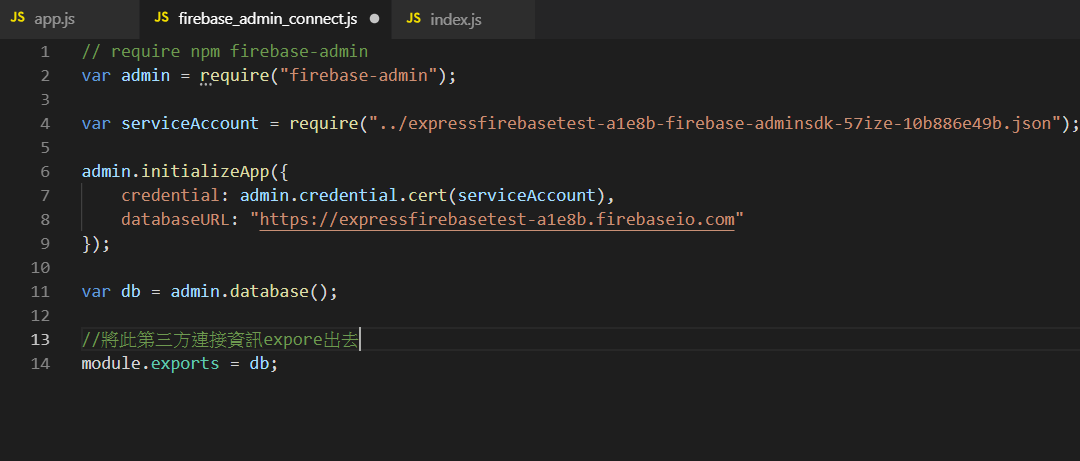 JS app.js
JS firebase_admin_connect.js
JS index.js
1 // require npm firebase-admin
2 var admin = require("firebase-admin");
3
4 var serviceAccount = require("../expressfirebasetest-a1e8b-firebase-adminsdk-57ize-10b886e49b.json");
5
6 admin.initializeApp({
7     credential: admin.credential.cert(serviceAccount),
8     databaseURL: "https://expressfirebasetest-a1e8b.firebaseio.com"
9 });
10
11 var db = admin.database();
12
13 //將此第三方連接資訊expore出去
14 module.exports = db;